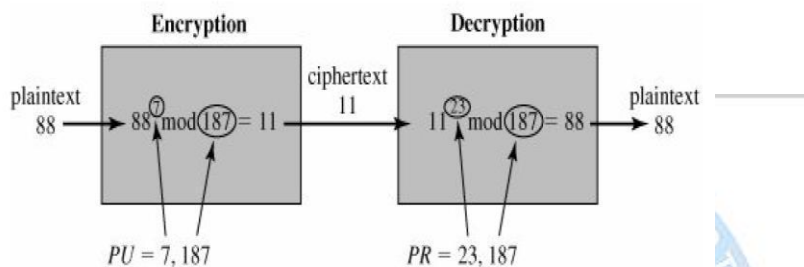 Encryption
Decryption
plaintext
88
88^7 mod 187 = 11
ciphertext
11
11^23 mod 187 = 88
plaintext
88
PU = 7, 187
PR = 23, 187